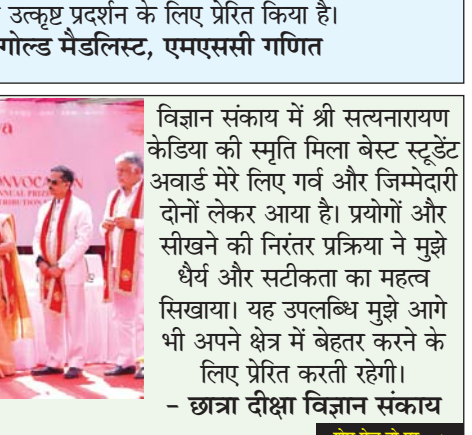 उत्कृष्ट प्रदर्शन के लिए प्रेरित किया है।
गोल्ड मैडलिस्ट, एमएससी गणित
विज्ञान संकाय में श्री सत्यनारायण
केडिया की स्मृति मिला बेस्ट स्टूडेंट
अवार्ड मेरे लिए गर्व और जिम्मेदारी
दोनों लेकर आया है। प्रयोगों और
सीखने की निरंतर प्रक्रिया ने मुझे
धैर्य और सटीकता का महत्व
सिखाया। यह उपलब्धि मुझे आगे
भी अपने क्षेत्र में बेहतर करने के
लिए प्रेरित करती रहेगी।
- छात्रा दीक्षा विज्ञान संकाय